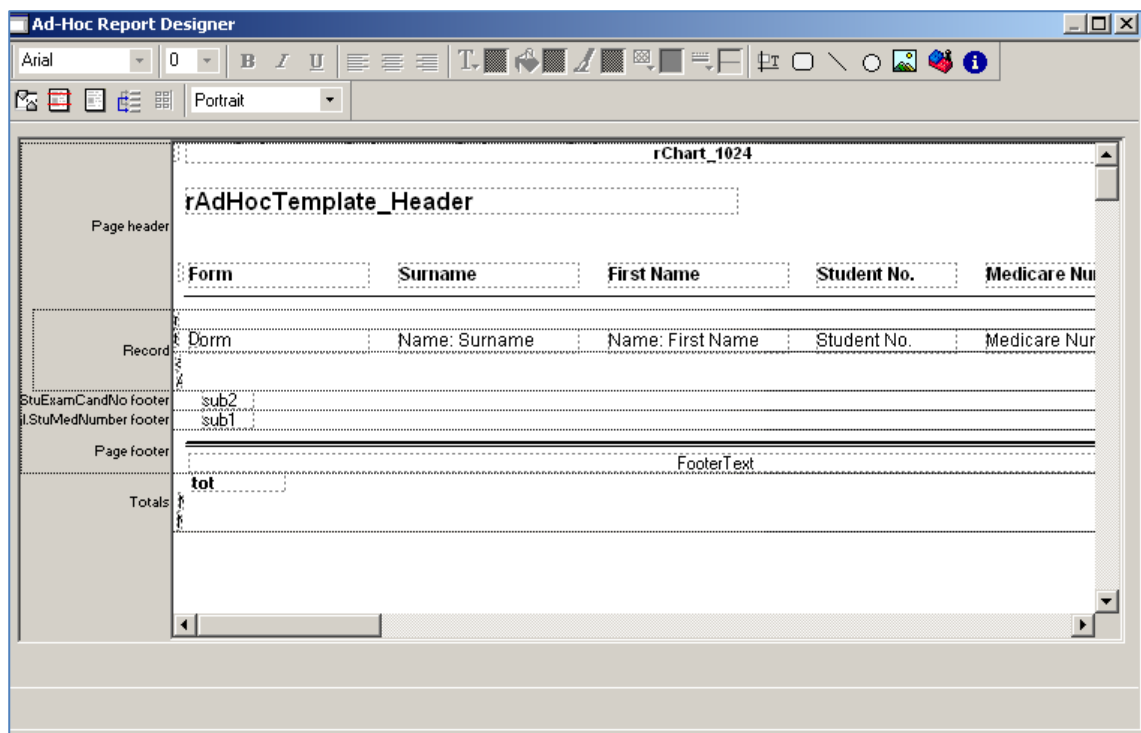 Ad-Hoc Report Designer
Arial 0 B I U
Portrait
rChart_1024
rAdHocTemplate_Header
Page header
Form Surname First Name Student No. Medicare Nu
Dorm Name: Surname Name: First Name Student No. Medicare Nur
Record
StuExamCandNo footer sub2
l.StuMedNumber footer sub1
Page footer
FooterText
tot
Totals